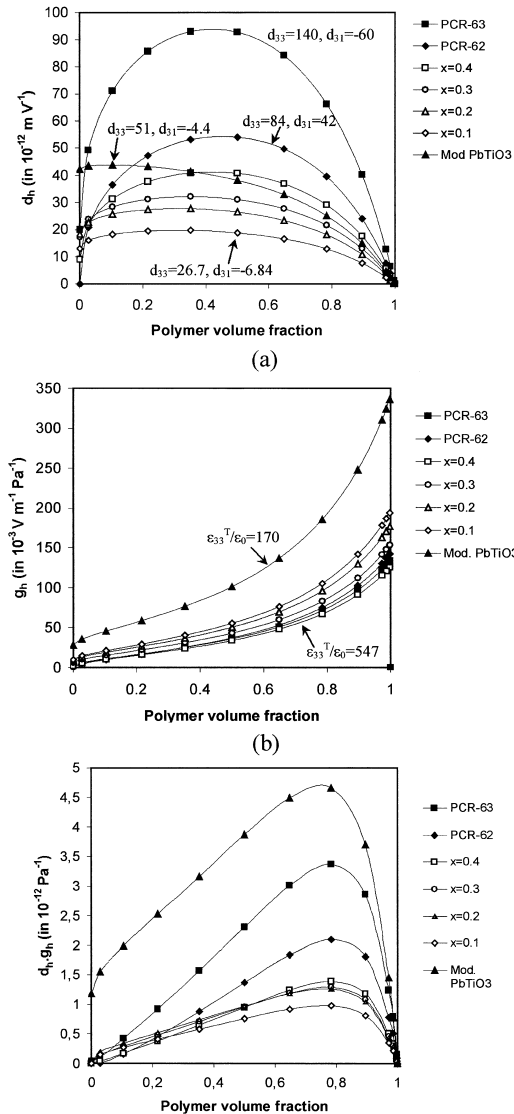 100
90
80
70
60
50
40
30
20
10
0
d_h (in 10^-12 m V^-1)
d33=140, d31=-60
d33=51, d31=-4.4
d33=84, d31=42
d33=26.7, d31=-6.84
0 0.2 0.4 0.6 0.8 1
Polymer volume fraction
PCR-63
PCR-62
x=0.4
x=0.3
x=0.2
x=0.1
Mod PbTiO3
(a)
350
300
250
200
150
100
50
0
g_h (in 10^-3 V m^-1 Pa^-1)
ε33^T/ε0=170
ε33^T/ε0=547
0 0.2 0.4 0.6 0.8 1
Polymer volume fraction
PCR-63
PCR-62
x=0.4
x=0.3
x=0.2
x=0.1
Mod. PbTiO3
(b)
5
4,5
4
3,5
3
2,5
2
1,5
1
0,5
0
d_h.g_h (in 10^-12 Pa^-1)
0 0,2 0,4 0,6 0,8 1
Polymer volume fraction
PCR-63
PCR-62
x=0.4
x=0.3
x=0.2
x=0.1
Mod.
PbTiO3